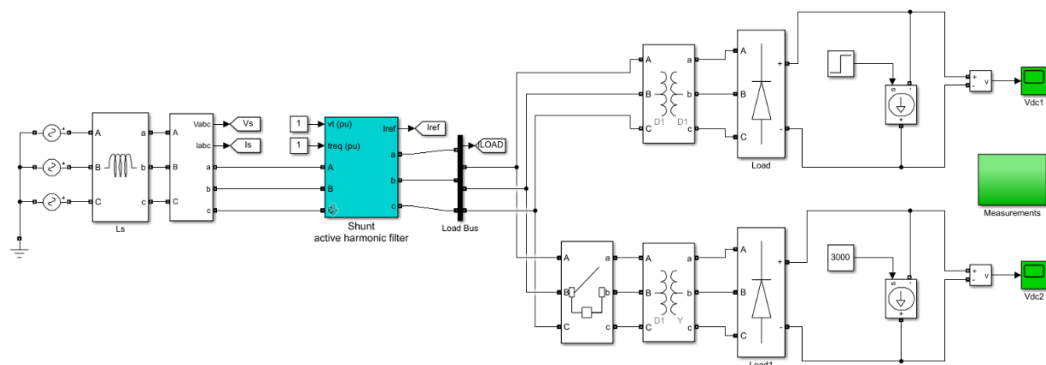 A
B
C
a
b
c
Ls
A
B
C
Vabc
Iabc
a
b
c
Vs
Is
1
1
vt (pu)
freq (pu)
A
B
Iref
a
b
c
Shunt
active harmonic filter
Iref
LOAD
Load Bus
A
B
C
a
b
c
D1
D1
A
B
C
+
-
Load
s
-
+
+
-
v
Vdc1
Measurements
A
B
C
a
b
c
A
B
C
a
b
c
D1
Y
A
B
C
+
-
Load1
3000
s
-
+
+
-
v
Vdc2